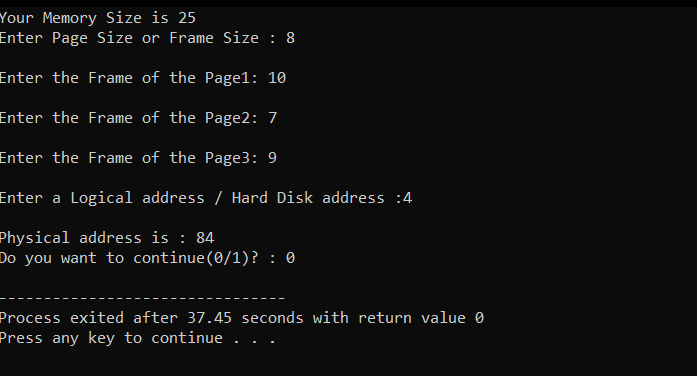 Your Memory Size is 25
Enter Page Size or Frame Size : 8
Enter the Frame of the Page1: 10
Enter the Frame of the Page2: 7
Enter the Frame of the Page3: 9
Enter a Logical address / Hard Disk address :4
Physical address is : 84
Do you want to continue(0/1)? : 0
--------------------------------
Process exited after 37.45 seconds with return value 0
Press any key to continue . . .